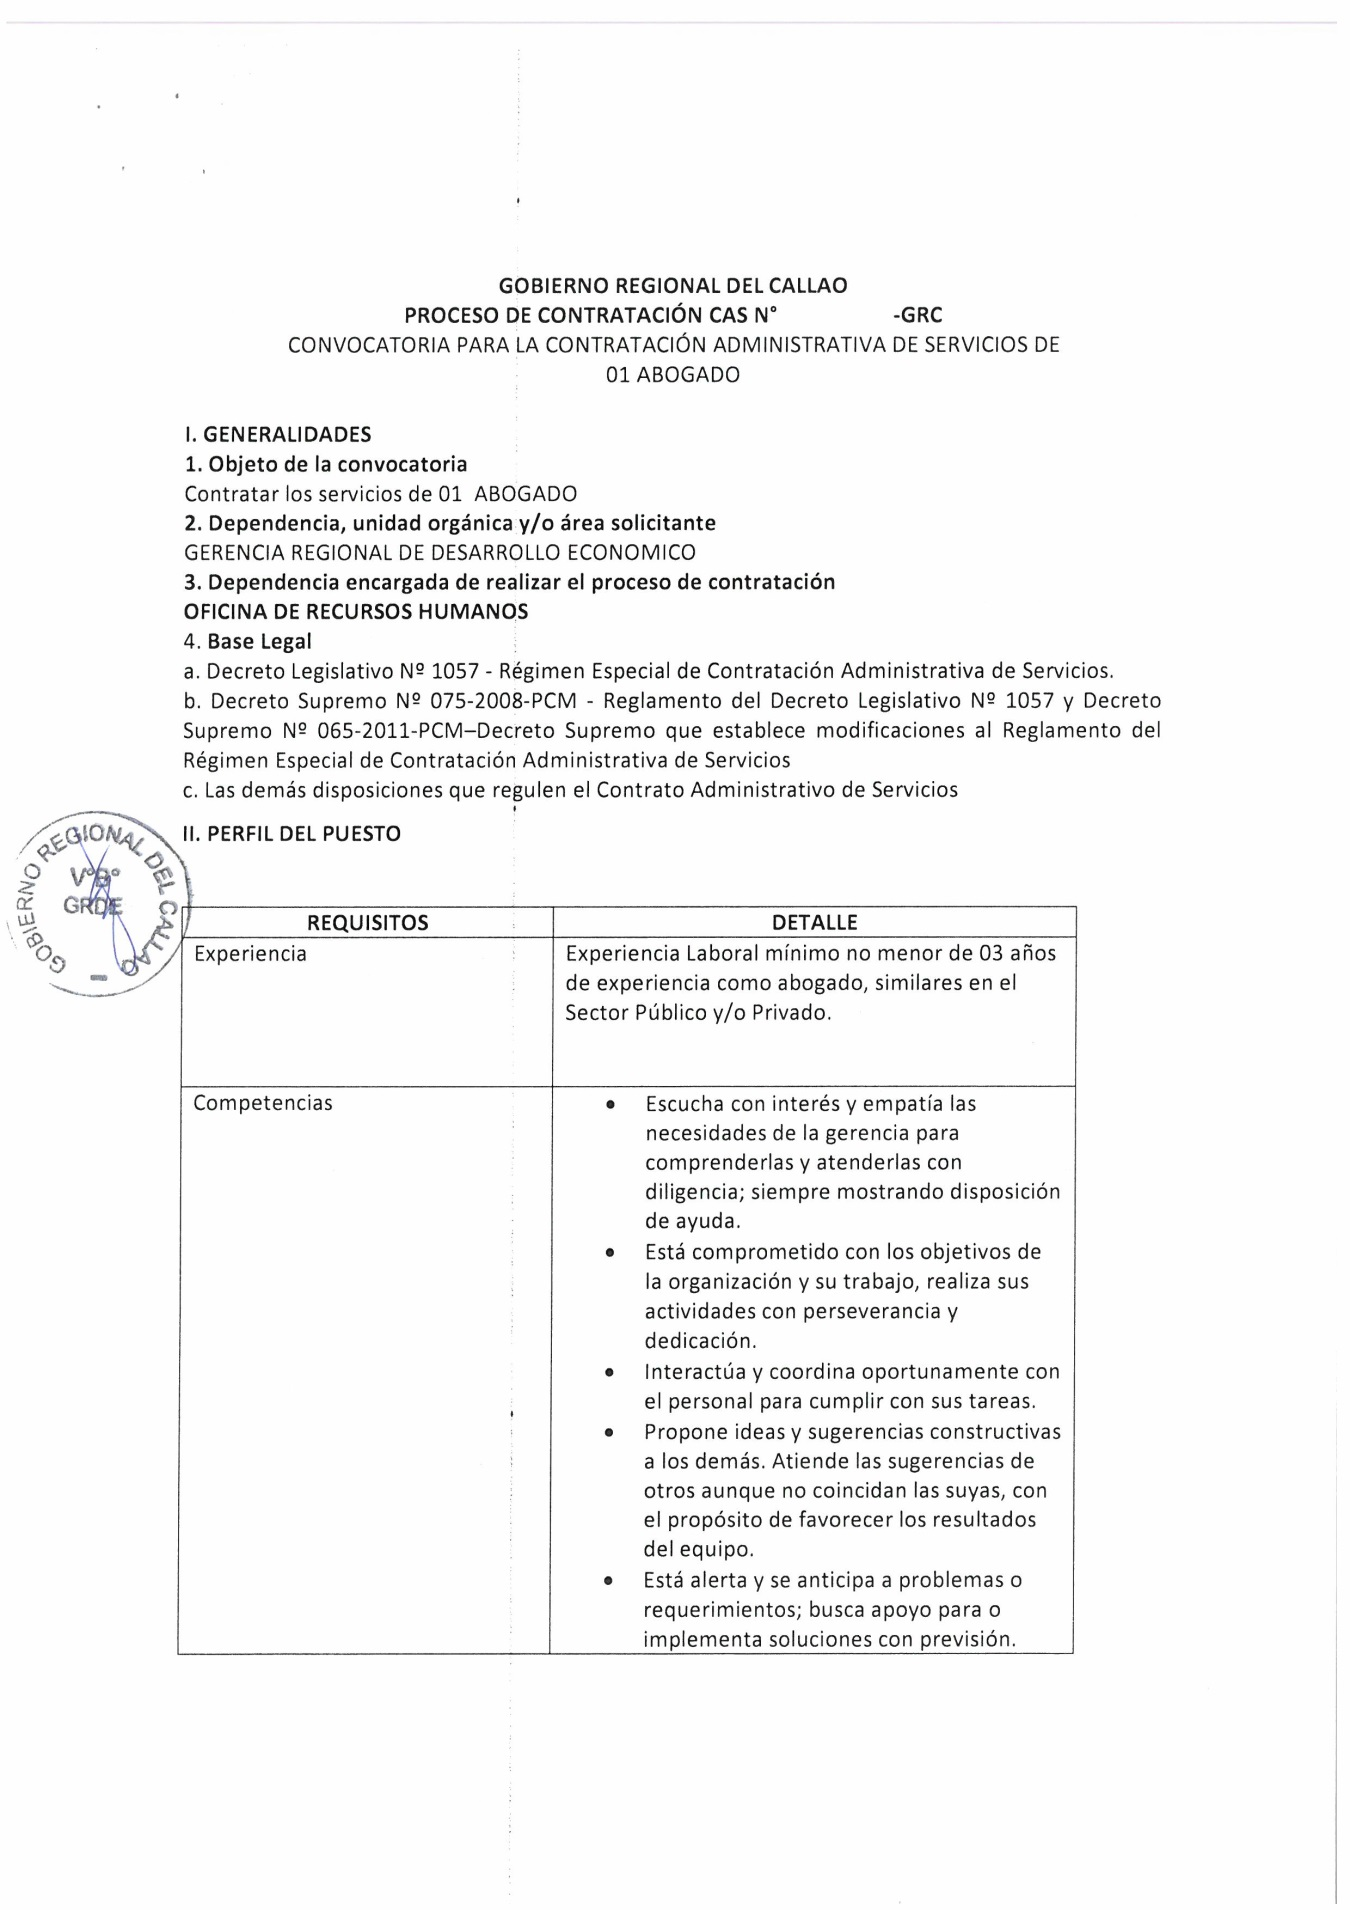 GOBIERNO REGIONAL DEL CALLAO
PROCESO DE CONTRATACIÓN CAS N° -GRC
CONVOCATORIA PARA LA CONTRATACIÓN ADMINISTRATIVA DE SERVICIOS DE
01 ABOGADO
I. GENERALIDADES
1. Objeto de la convocatoria
Contratar los servicios de 01 ABOGADO
2. Dependencia, unidad orgánica y/o área solicitante
GERENCIA REGIONAL DE DESARROLLO ECONOMICO
3. Dependencia encargada de realizar el proceso de contratación
OFICINA DE RECURSOS HUMANOS
4. Base Legal
a. Decreto Legislativo Nº 1057 - Régimen Especial de Contratación Administrativa de Servicios.
b. Decreto Supremo Nº 075-2008-PCM - Reglamento del Decreto Legislativo Nº 1057 y Decreto
Supremo Nº 065-2011-PCM–Decreto Supremo que establece modificaciones al Reglamento del
Régimen Especial de Contratación Administrativa de Servicios
c. Las demás disposiciones que regulen el Contrato Administrativo de Servicios
II. PERFIL DEL PUESTO
GOBIERNO REGIONAL DEL CALLAO
V°B°
GRDE
REQUISITOS DETALLE
Experiencia
Experiencia Laboral mínimo no menor de 03 años
de experiencia como abogado, similares en el
Sector Público y/o Privado.
Competencias
• Escucha con interés y empatía las
necesidades de la gerencia para
comprenderlas y atenderlas con
diligencia; siempre mostrando disposición
de ayuda.
• Está comprometido con los objetivos de
la organización y su trabajo, realiza sus
actividades con perseverancia y
dedicación.
• Interactúa y coordina oportunamente con
el personal para cumplir con sus tareas.
• Propone ideas y sugerencias constructivas
a los demás. Atiende las sugerencias de
otros aunque no coincidan las suyas, con
el propósito de favorecer los resultados
del equipo.
• Está alerta y se anticipa a problemas o
requerimientos; busca apoyo para o
implementa soluciones con previsión.